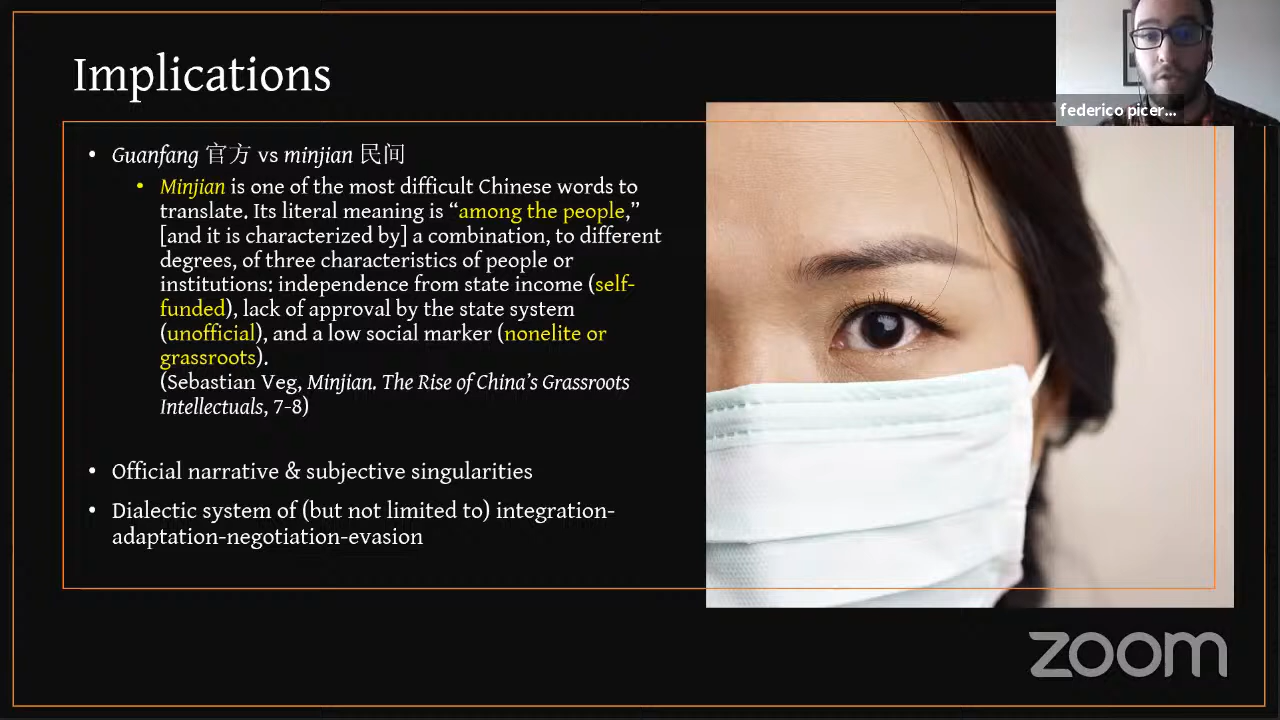 Implications
federico picer...
• Guanfang 官方 vs minjian 民间
• Minjian is one of the most difficult Chinese words to
translate. Its literal meaning is “among the people,”
[and it is characterized by] a combination, to different
degrees, of three characteristics of people or
institutions: independence from state income (self-
funded), lack of approval by the state system
(unofficial), and a low social marker (nonelite or
grassroots).
(Sebastian Veg, Minjian. The Rise of China’s Grassroots
Intellectuals, 7-8)
• Official narrative & subjective singularities
• Dialectic system of (but not limited to) integration-
adaptation-negotiation-evasion
zoom